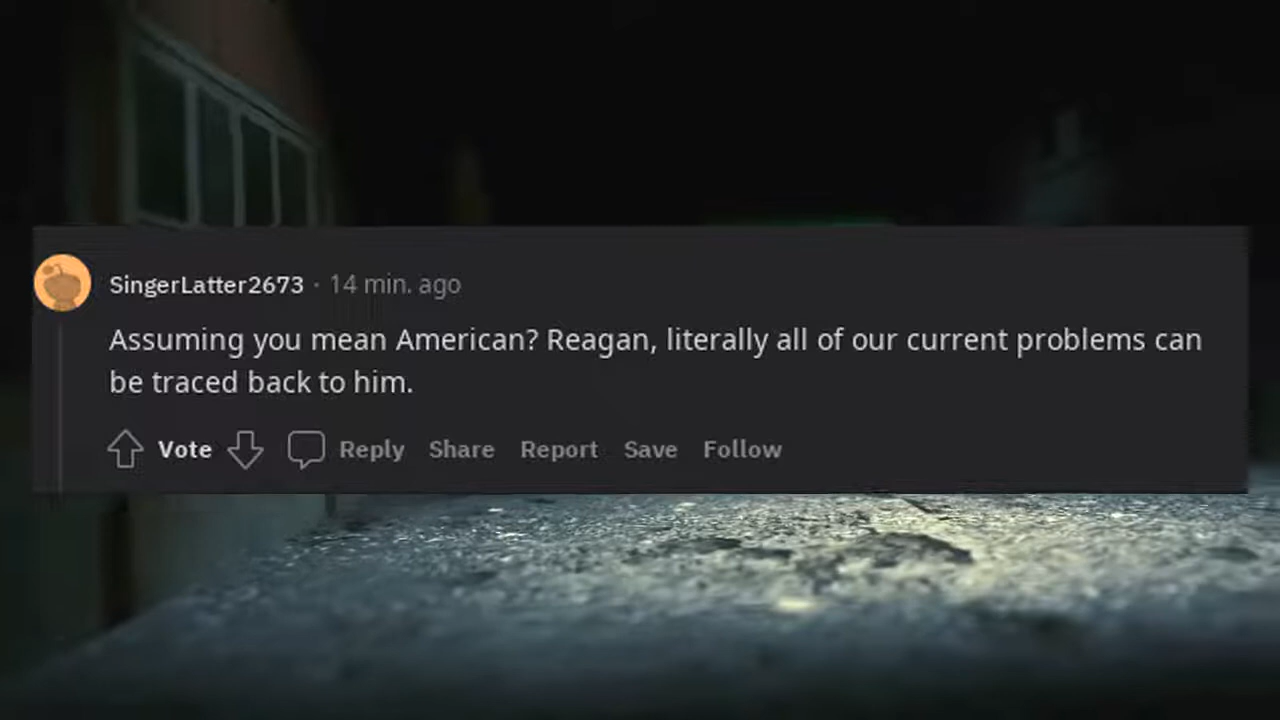 SingerLatter2673 · 14 min. ago
Assuming you mean American? Reagan, literally all of our current problems can
be traced back to him.
Vote Reply Share Report Save Follow